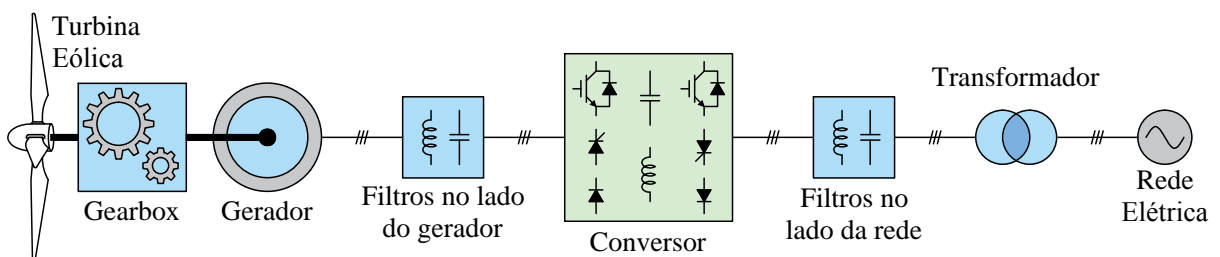 Turbina
Eólica
Gearbox
Gerador
Filtros no lado
do gerador
Conversor
Filtros no
lado da rede
Transformador
Rede
Elétrica